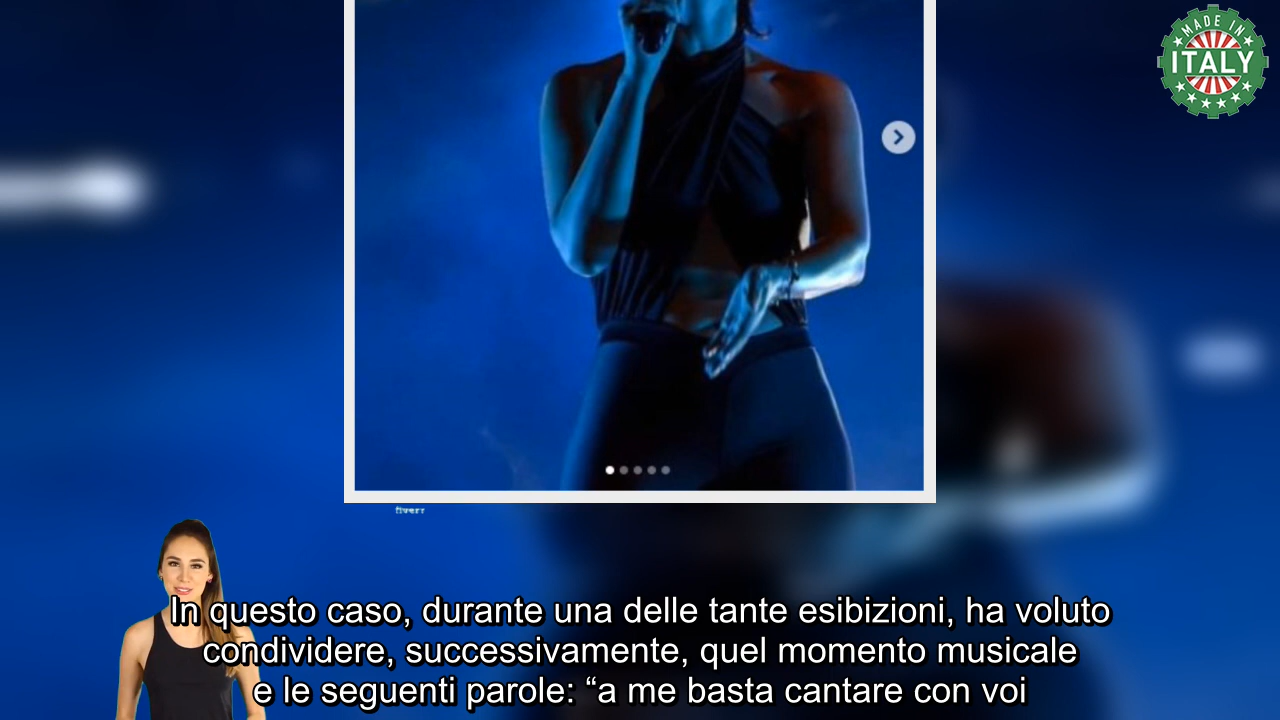 MADE IN
ITALY
fiverr
In questo caso, durante una delle tante esibizioni, ha voluto
condividere, successivamente, quel momento musicale
e le seguenti parole: “a me basta cantare con voi